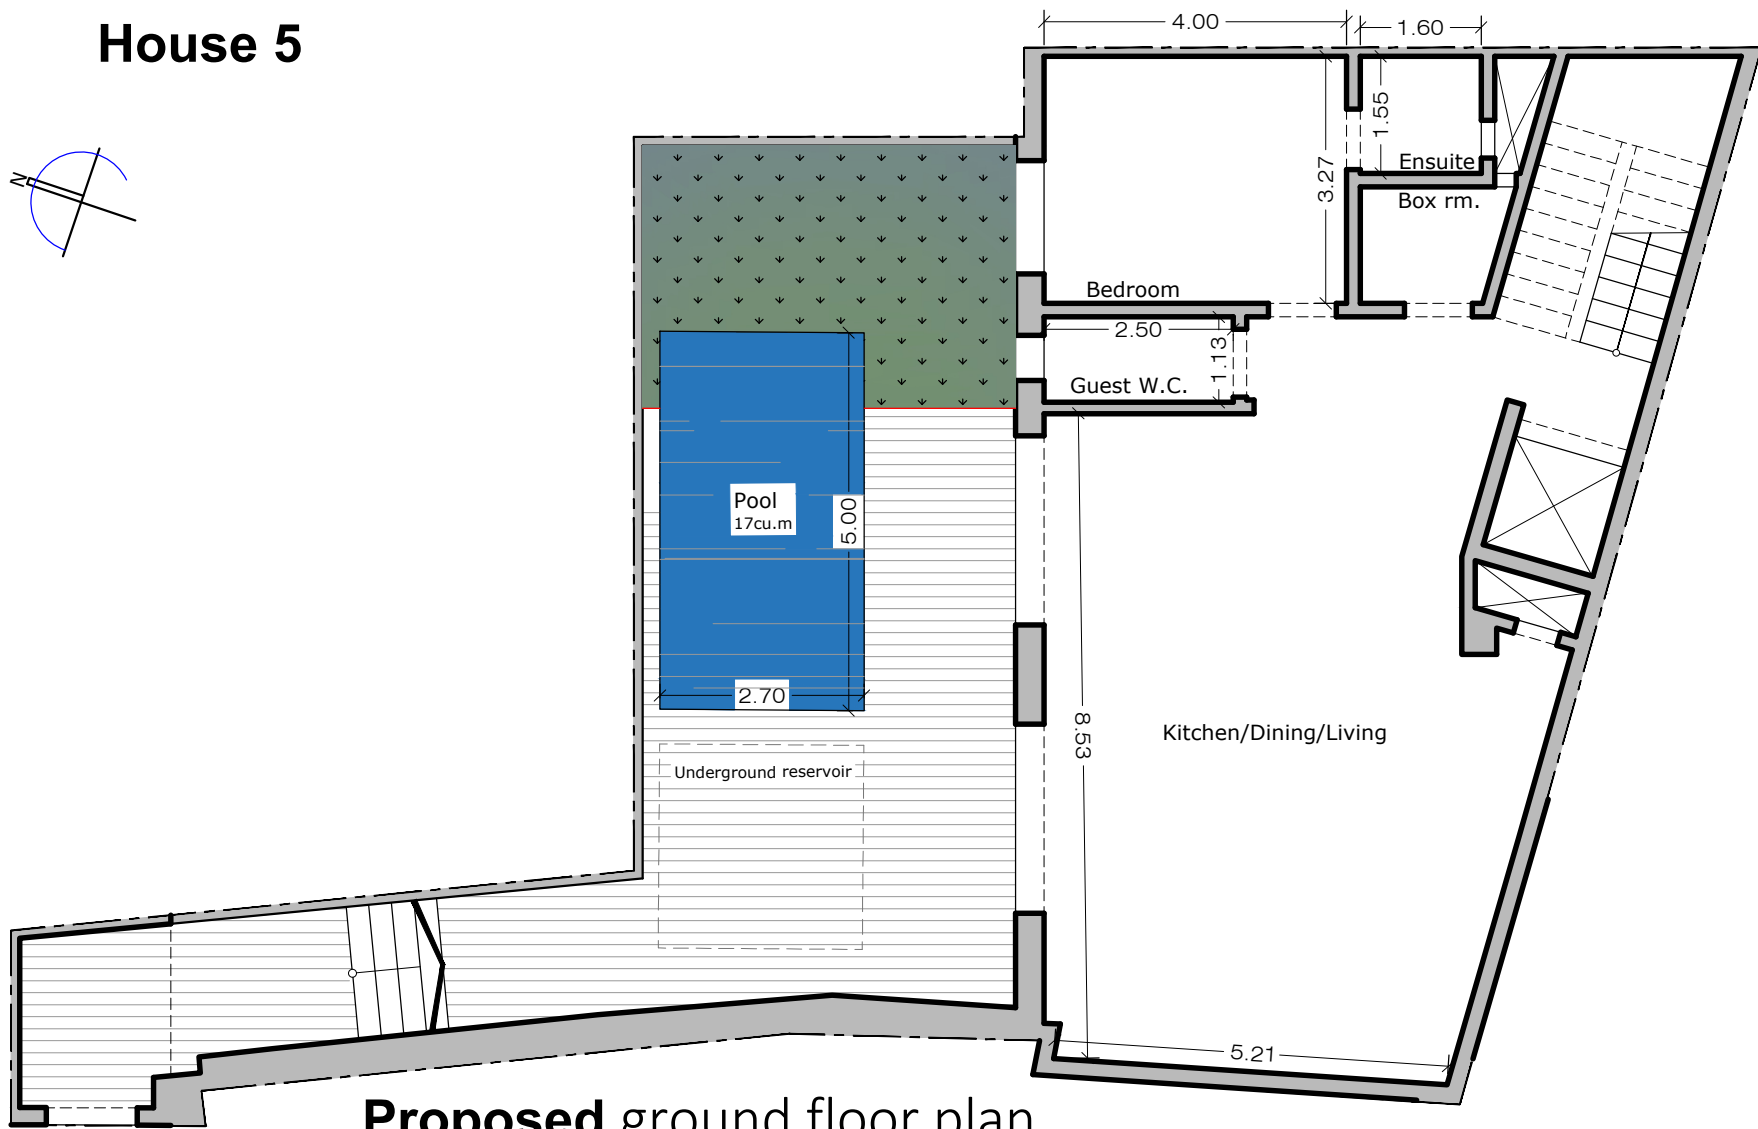 House 5
4.00
1.60
N
1.55
3.27
Ensuite
Box rm.
Bedroom
2.50
1.13
Guest W.C.
Pool
17cu.m
5.00
2.70
8.53
Kitchen/Dining/Living
Underground reservoir
5.21
Proposed ground floor plan